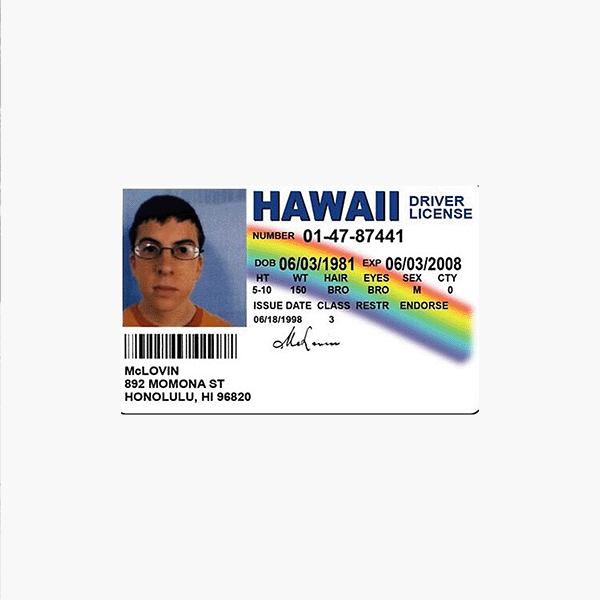 HAWAII DRIVER LICENSE
NUMBER 01-47-87441
DOB 06/03/1981 EXP 06/03/2008
HT WT HAIR EYES SEX CTY
5-10 150 BRO BRO M 0
ISSUE DATE CLASS RESTR ENDORSE
06/18/1998 3
McLovin
McLOVIN
892 MOMONA ST
HONOLULU, HI 96820